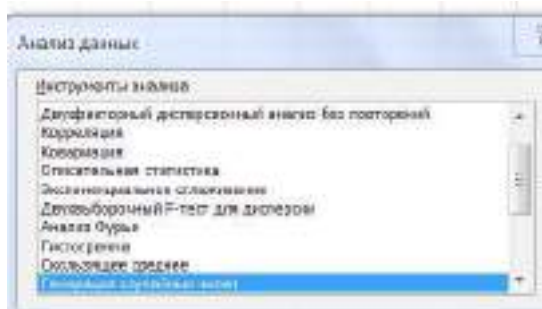 Анализ данных
Инструменты анализа
Двухфакторный дисперсионный анализ без повторений
Корреляция
Ковариация
Описательная статистика
Экспоненциальное сглаживание
Двухвыборочный F-тест для дисперсии
Анализ Фурье
Гистограмма
Скользящее среднее
Генерация случайных чисел